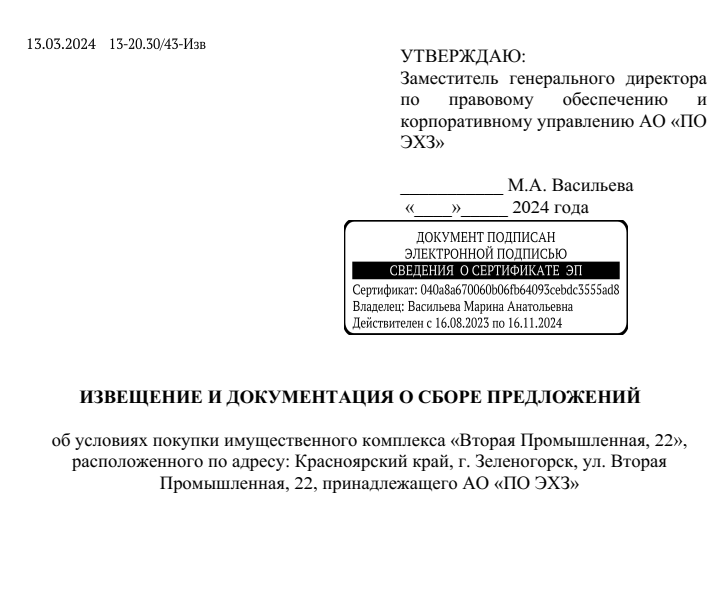 13.03.2024 13-20.30/43-Изв
УТВЕРЖДАЮ:
Заместитель генерального директора
по правовому обеспечению и
корпоративному управлению АО «ПО
ЭХЗ»
___________ М.А. Васильева
«____»_____ 2024 года
ДОКУМЕНТ ПОДПИСАН
ЭЛЕКТРОННОЙ ПОДПИСЬЮ
СВЕДЕНИЯ О СЕРТИФИКАТЕ ЭП
Сертификат: 040a8a670060b06fb64093cebdc3555ad8
Владелец: Васильева Марина Анатольевна
Действителен с 16.08.2023 по 16.11.2024
ИЗВЕЩЕНИЕ И ДОКУМЕНТАЦИЯ О СБОРЕ ПРЕДЛОЖЕНИЙ
об условиях покупки имущественного комплекса «Вторая Промышленная, 22»,
расположенного по адресу: Красноярский край, г. Зеленогорск, ул. Вторая
Промышленная, 22, принадлежащего АО «ПО ЭХЗ»